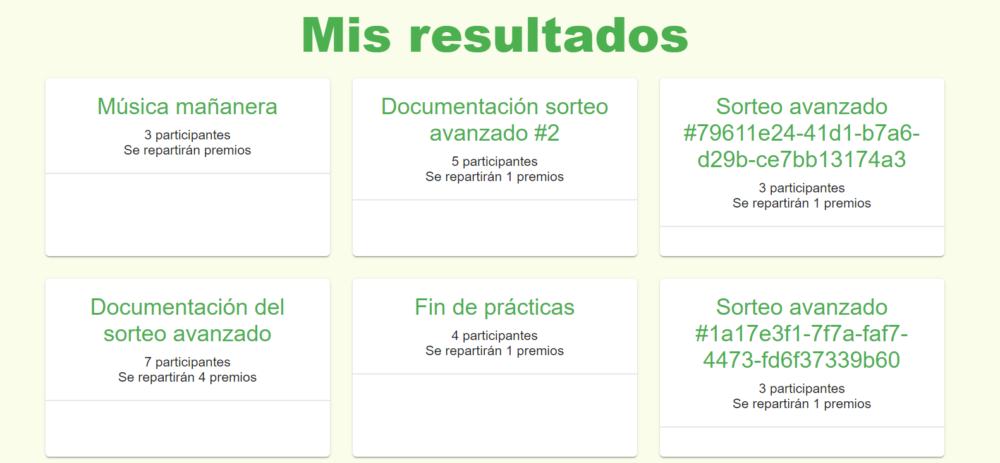 Mis resultados
Música mañanera
3 participantes
Se repartirán premios
Documentación sorteo
avanzado #2
5 participantes
Se repartirán 1 premios
Sorteo avanzado
#79611e24-41d1-b7a6-
d29b-ce7bb13174a3
3 participantes
Se repartirán 1 premios
Documentación del
sorteo avanzado
7 participantes
Se repartirán 4 premios
Fin de prácticas
4 participantes
Se repartirán 1 premios
Sorteo avanzado
#1a17e3f1-7f7a-faf7-
4473-fd6f37339b60
3 participantes
Se repartirán 1 premios